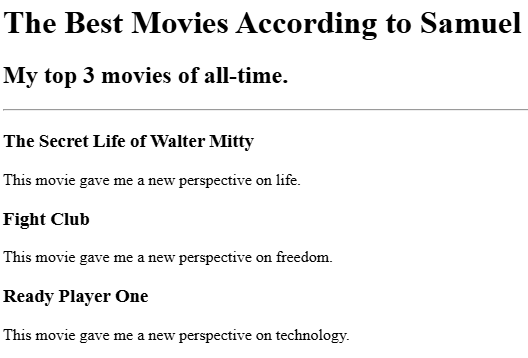 The Best Movies According to Samuel
My top 3 movies of all-time.
The Secret Life of Walter Mitty
This movie gave me a new perspective on life.
Fight Club
This movie gave me a new perspective on freedom.
Ready Player One
This movie gave me a new perspective on technology.